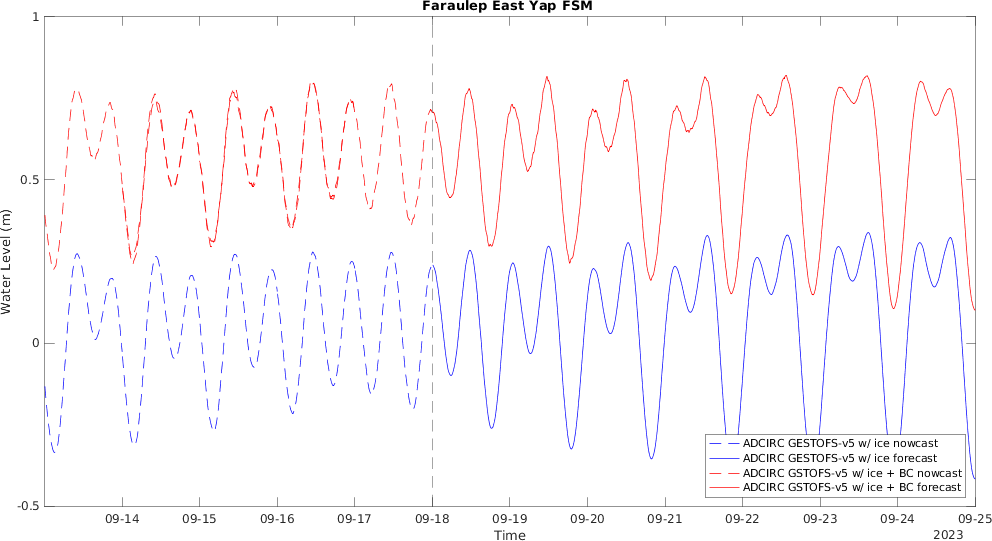 Faraulep East Yap FSM
1
0.5
0
-0.5
Water Level (m)
ADCIRC GESTOFS-v5 w/ ice nowcast
ADCIRC GESTOFS-v5 w/ ice forecast
ADCIRC GSTOFS-v5 w/ ice + BC nowcast
ADCIRC GSTOFS-v5 w/ ice + BC forecast
09-14 09-15 09-16 09-17 09-18 09-19 09-20 09-21 09-22 09-23 09-24 09-25
Time
2023